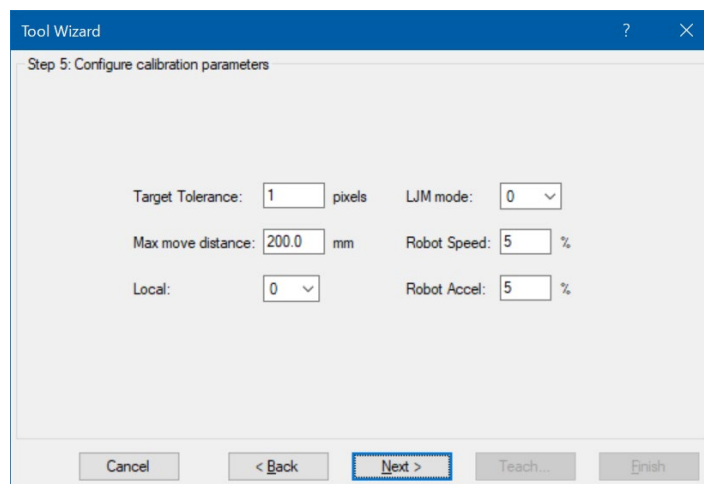 Tool Wizard ?
Step 5: Configure calibration parameters
Target Tolerance: 1 pixels LJM mode: 0
Max move distance: 200.0 mm Robot Speed: 5 %
Local: 0 Robot Accel: 5 %
Cancel < Back Next > Teach... Finish